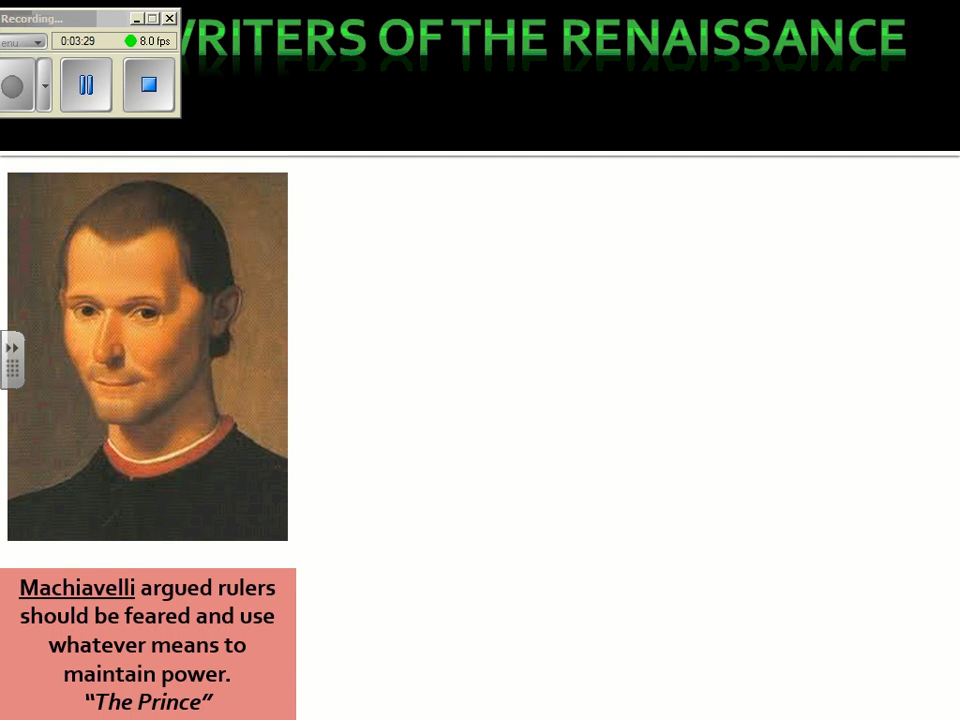 Recording...
enu
0:03:29
8.0 fps
WRITERS OF THE RENAISSANCE
Machiavelli argued rulers
should be feared and use
whatever means to
maintain power.
“The Prince”